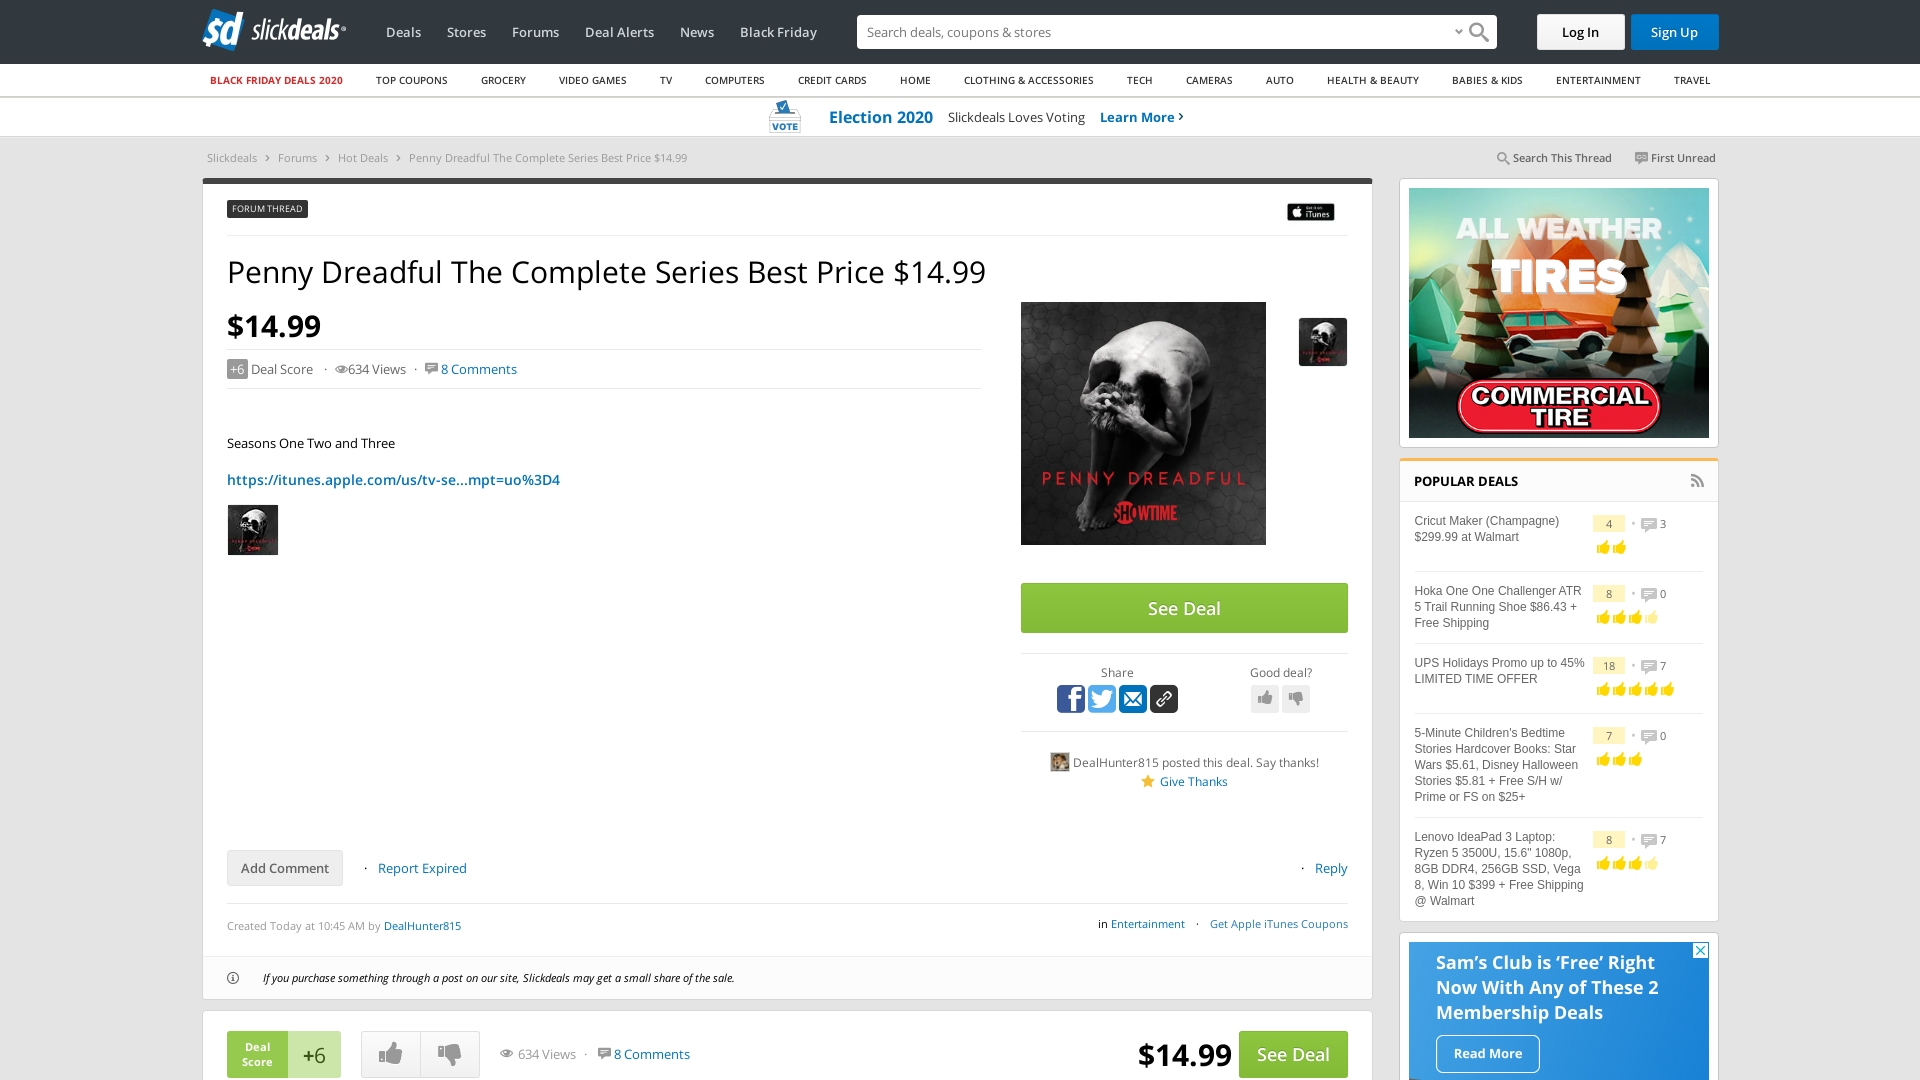 slickdeals
Deals
Stores
Forums
Deal Alerts
News
Black Friday
Search deals, coupons & stores
Log In
Sign Up
BLACK FRIDAY DEALS 2020
TOP COUPONS
GROCERY
VIDEO GAMES
TV
COMPUTERS
CREDIT CARDS
HOME
CLOTHING & ACCESSORIES
TECH
CAMERAS
AUTO
HEALTH & BEAUTY
BABIES & KIDS
ENTERTAINMENT
TRAVEL
VOTE
Election 2020
Slickdeals Loves Voting
Learn More
Slickdeals › Forums › Hot Deals › Penny Dreadful The Complete Series Best Price $14.99
Search This Thread
First Unread
FORUM THREAD
iTunes
Penny Dreadful The Complete Series Best Price $14.99
$14.99
+6 Deal Score · 634 Views · 8 Comments
Seasons One Two and Three
https://itunes.apple.com/us/tv-se...mpt=uo%3D4
PENNY DREADFUL
SHOWTIME
See Deal
Share
Good deal?
DealHunter815 posted this deal. Say thanks!
Give Thanks
Add Comment
· Report Expired
· Reply
Created Today at 10:45 AM by DealHunter815
in Entertainment · Get Apple iTunes Coupons
If you purchase something through a post on our site, Slickdeals may get a small share of the sale.
Deal
Score
+6
634 Views · 8 Comments
$14.99
See Deal
ALL WEATHER
TIRES
COMMERCIAL
TIRE
POPULAR DEALS
Cricut Maker (Champagne)
$299.99 at Walmart
4 · 3
Hoka One One Challenger ATR
5 Trail Running Shoe $86.43 +
Free Shipping
8 · 0
UPS Holidays Promo up to 45%
LIMITED TIME OFFER
18 · 7
5-Minute Children's Bedtime
Stories Hardcover Books: Star
Wars $5.61, Disney Halloween
Stories $5.81 + Free S/H w/
Prime or FS on $25+
7 · 0
Lenovo IdeaPad 3 Laptop:
Ryzen 5 3500U, 15.6" 1080p,
8GB DDR4, 256GB SSD, Vega
8, Win 10 $399 + Free Shipping
@ Walmart
8 · 7
Sam's Club is 'Free' Right
Now With Any of These 2
Membership Deals
Read More